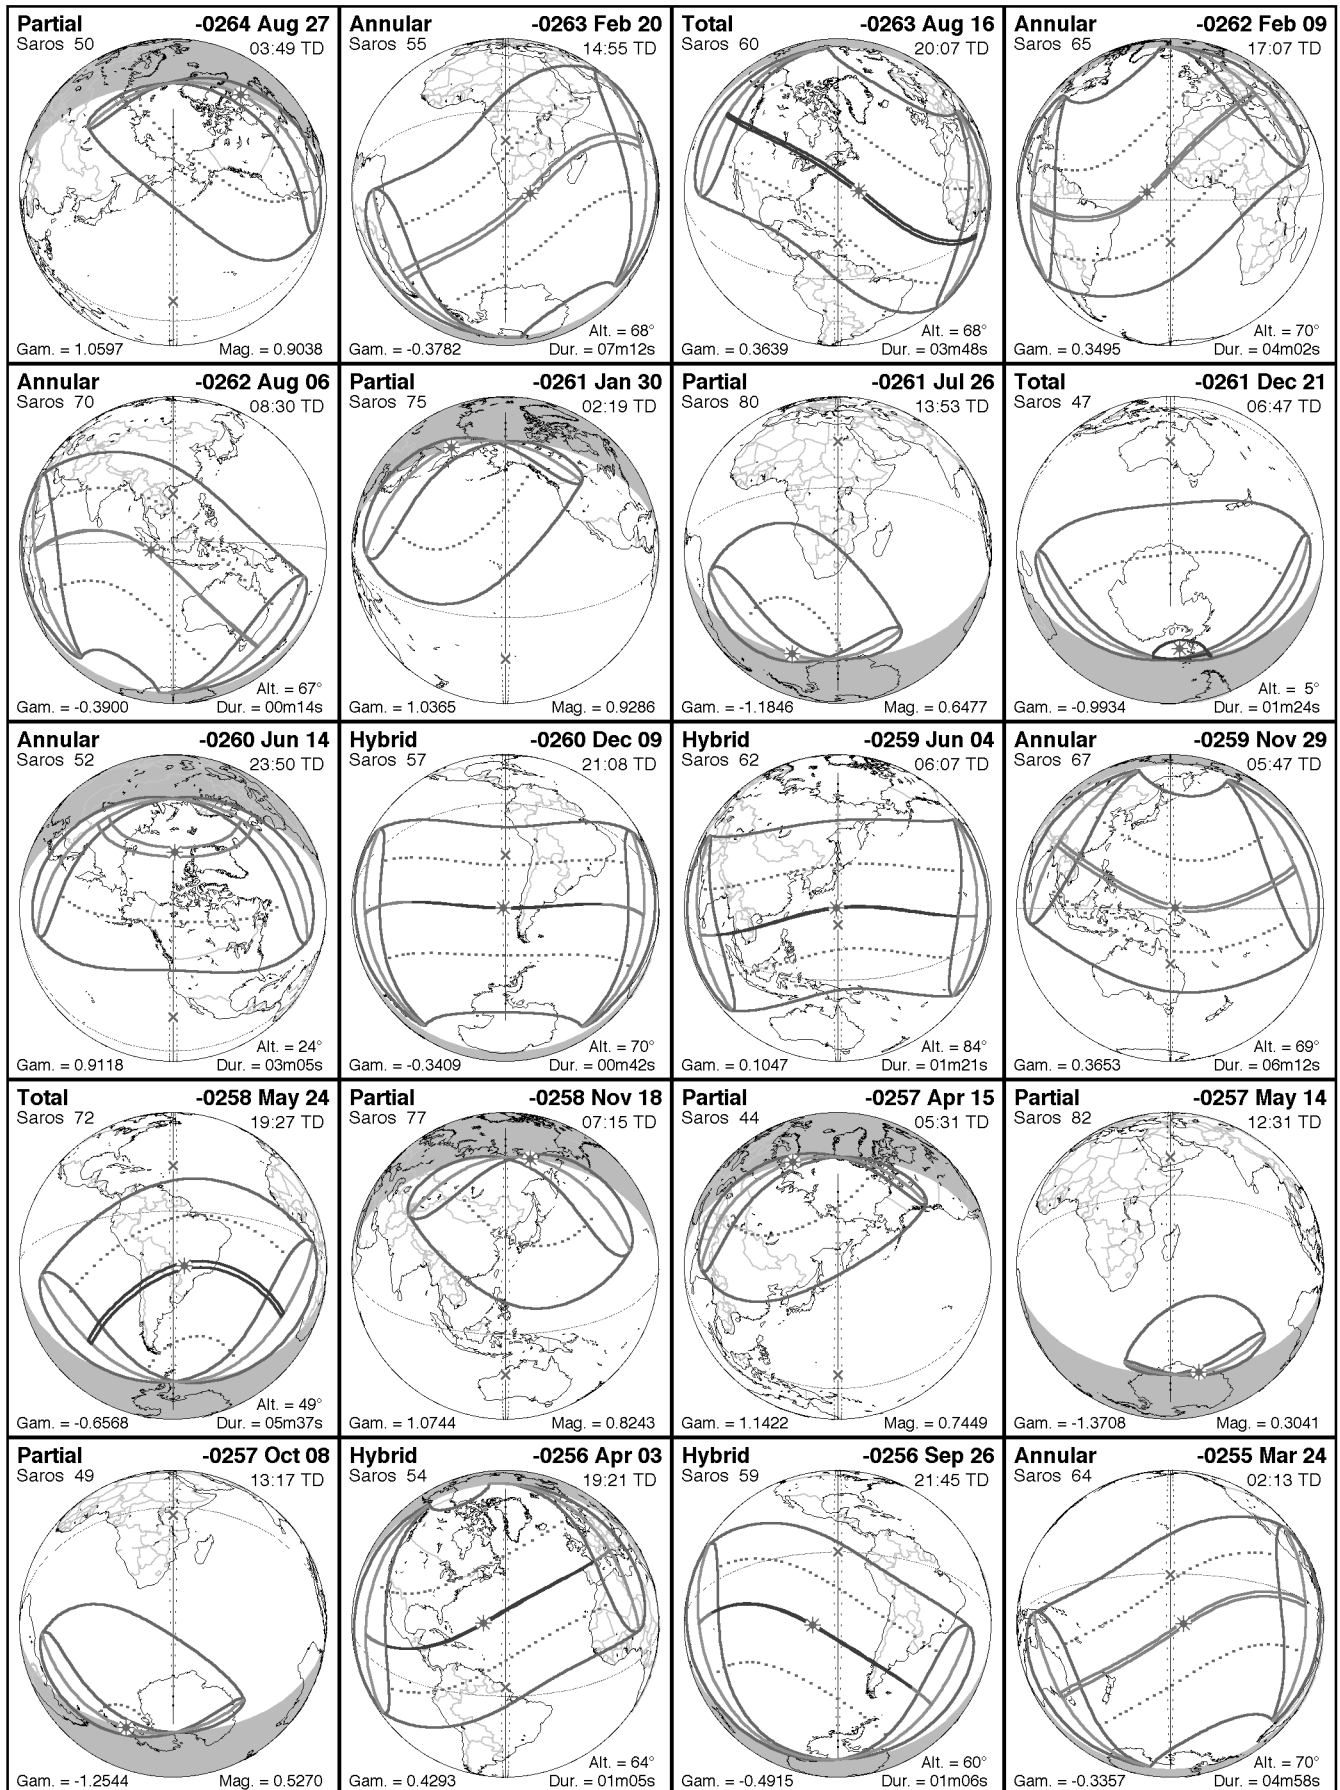 Partial -0264 Aug 27
Saros 50 03:49 TD
Gam. = 1.0597 Mag. = 0.9038
Annular -0263 Feb 20
Saros 55 14:55 TD
Alt. = 68°
Gam. = -0.3782 Dur. = 07m12s
Total -0263 Aug 16
Saros 60 20:07 TD
Alt. = 68°
Gam. = 0.3639 Dur. = 03m48s
Annular -0262 Feb 09
Saros 65 17:07 TD
Alt. = 70°
Gam. = 0.3495 Dur. = 04m02s
Annular -0262 Aug 06
Saros 70 08:30 TD
Alt. = 67°
Gam. = -0.3900 Dur. = 00m14s
Partial -0261 Jan 30
Saros 75 02:19 TD
Gam. = 1.0365 Mag. = 0.9286
Partial -0261 Jul 26
Saros 80 13:53 TD
Gam. = -1.1846 Mag. = 0.6477
Total -0261 Dec 21
Saros 47 06:47 TD
Alt. = 5°
Gam. = -0.9934 Dur. = 01m24s
Annular -0260 Jun 14
Saros 52 23:50 TD
Alt. = 24°
Gam. = 0.9118 Dur. = 03m05s
Hybrid -0260 Dec 09
Saros 57 21:08 TD
Alt. = 70°
Gam. = -0.3409 Dur. = 00m42s
Hybrid -0259 Jun 04
Saros 62 06:07 TD
Alt. = 84°
Gam. = 0.1047 Dur. = 01m21s
Annular -0259 Nov 29
Saros 67 05:47 TD
Alt. = 69°
Gam. = 0.3653 Dur. = 06m12s
Total -0258 May 24
Saros 72 19:27 TD
Alt. = 49°
Gam. = -0.6568 Dur. = 05m37s
Partial -0258 Nov 18
Saros 77 07:15 TD
Gam. = 1.0744 Mag. = 0.8243
Partial -0257 Apr 15
Saros 44 05:31 TD
Gam. = 1.1422 Mag. = 0.7449
Partial -0257 May 14
Saros 82 12:31 TD
Gam. = -1.3708 Mag. = 0.3041
Partial -0257 Oct 08
Saros 49 13:17 TD
Gam. = -1.2544 Mag. = 0.5270
Hybrid -0256 Apr 03
Saros 54 19:21 TD
Alt. = 64°
Gam. = 0.4293 Dur. = 01m05s
Hybrid -0256 Sep 26
Saros 59 21:45 TD
Alt. = 60°
Gam. = -0.4915 Dur. = 01m06s
Annular -0255 Mar 24
Saros 64 02:13 TD
Alt. = 70°
Gam. = -0.3357 Dur. = 04m58s